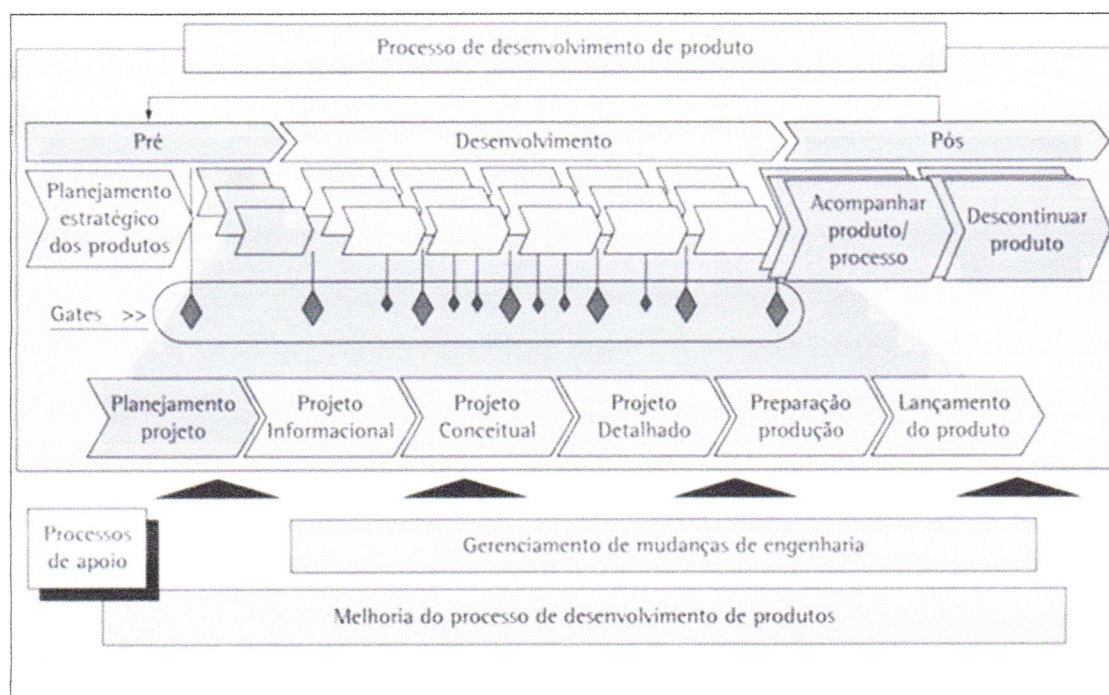 Processo de desenvolvimento de produto
Pré
Desenvolvimento
Pós
Planejamento
estratégico
dos produtos
Acompanhar
produto/
processo
Descontinuar
produto
Gates >>
Planejamento
projeto
Projeto
Informacional
Projeto
Conceitual
Projeto
Detalhado
Preparação
produção
Lançamento
do produto
Processos
de apoio
Gerenciamento de mudanças de engenharia
Melhoria do processo de desenvolvimento de produtos